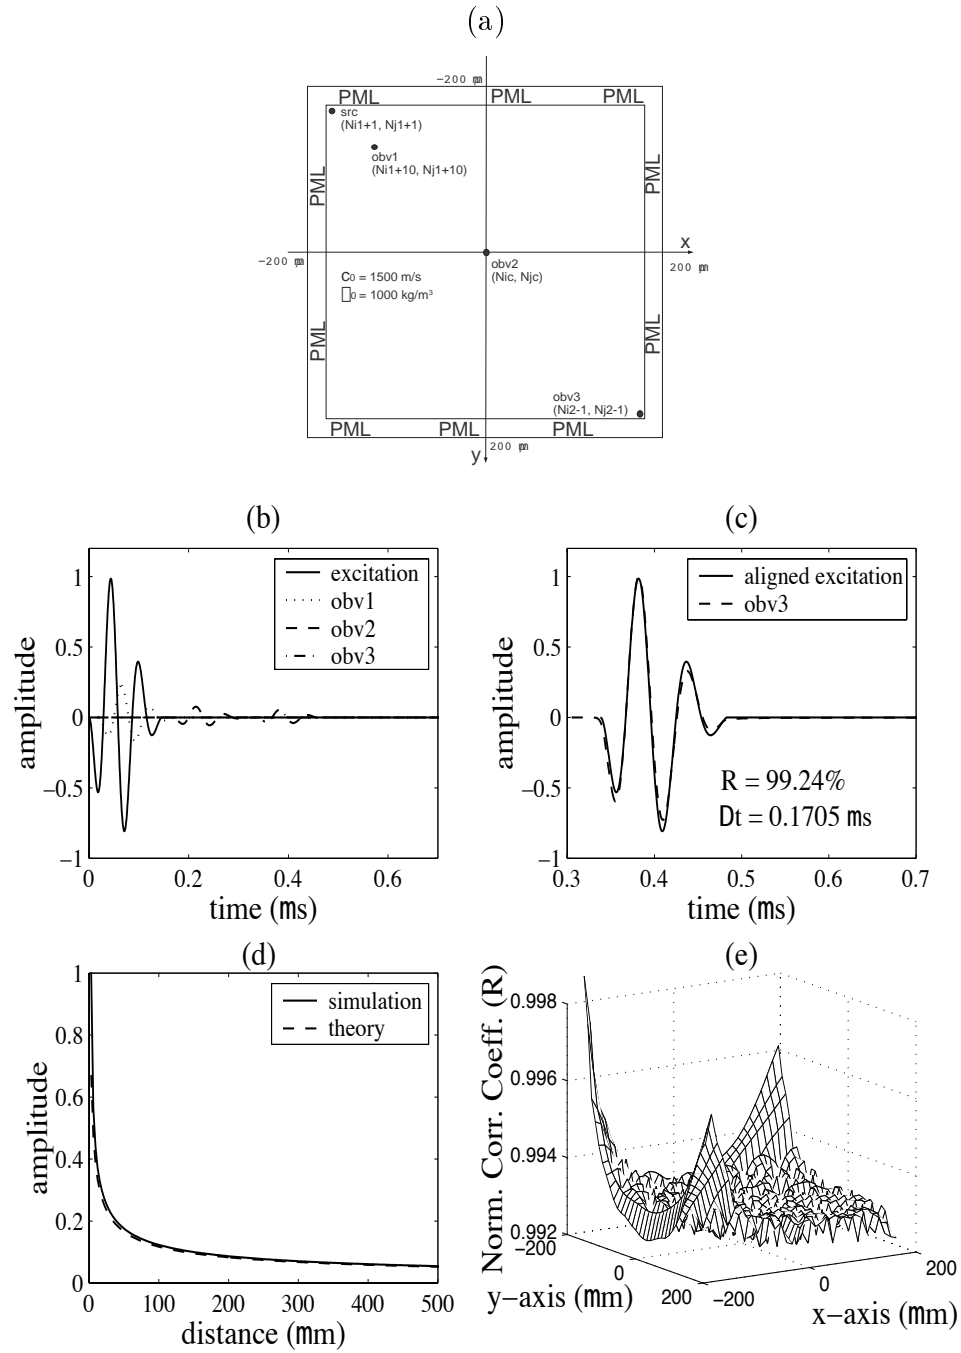 (a)
-200 μm
PML PML PML
src
(Ni1+1, Nj1+1)
obv1
(Ni1+10, Nj1+10)
PML
PML
x
-200 μm
200 μm
obv2
(Nic, Njc)
c0 = 1500 m/s
□0 = 1000 kg/m³
PML
PML
obv3
(Ni2-1, Nj2-1)
PML PML PML
y
200 μm
(b)
1
0.5
0
−0.5
−1
amplitude
excitation
obv1
obv2
obv3
0 0.2 0.4 0.6
time (ms)
(c)
1
0.5
0
−0.5
−1
amplitude
aligned excitation
obv3
R = 99.24%
Dt = 0.1705 ms
0.3 0.4 0.5 0.6 0.7
time (ms)
(d)
1
0.8
0.6
0.4
0.2
0
amplitude
simulation
theory
0 100 200 300 400 500
distance (mm)
(e)
Norm. Corr. Coeff. (R)
0.998
0.996
0.994
0.992
−200
0
200
y−axis (mm)
−200
0
200
x−axis (mm)